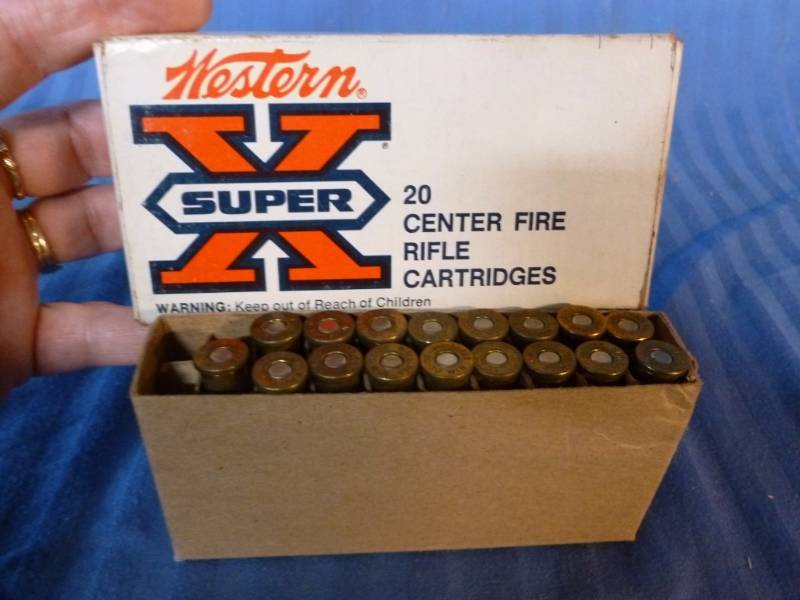 Western®
X ®
SUPER
20
CENTER FIRE
RIFLE
CARTRIDGES
WARNING: Keep out of Reach of Children